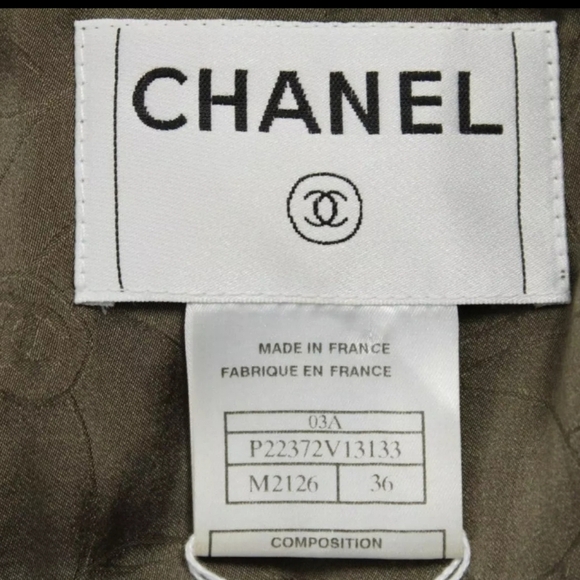 CHANEL
MADE IN FRANCE
FABRIQUE EN FRANCE
03A
P22372V13133
M2126 36
COMPOSITION